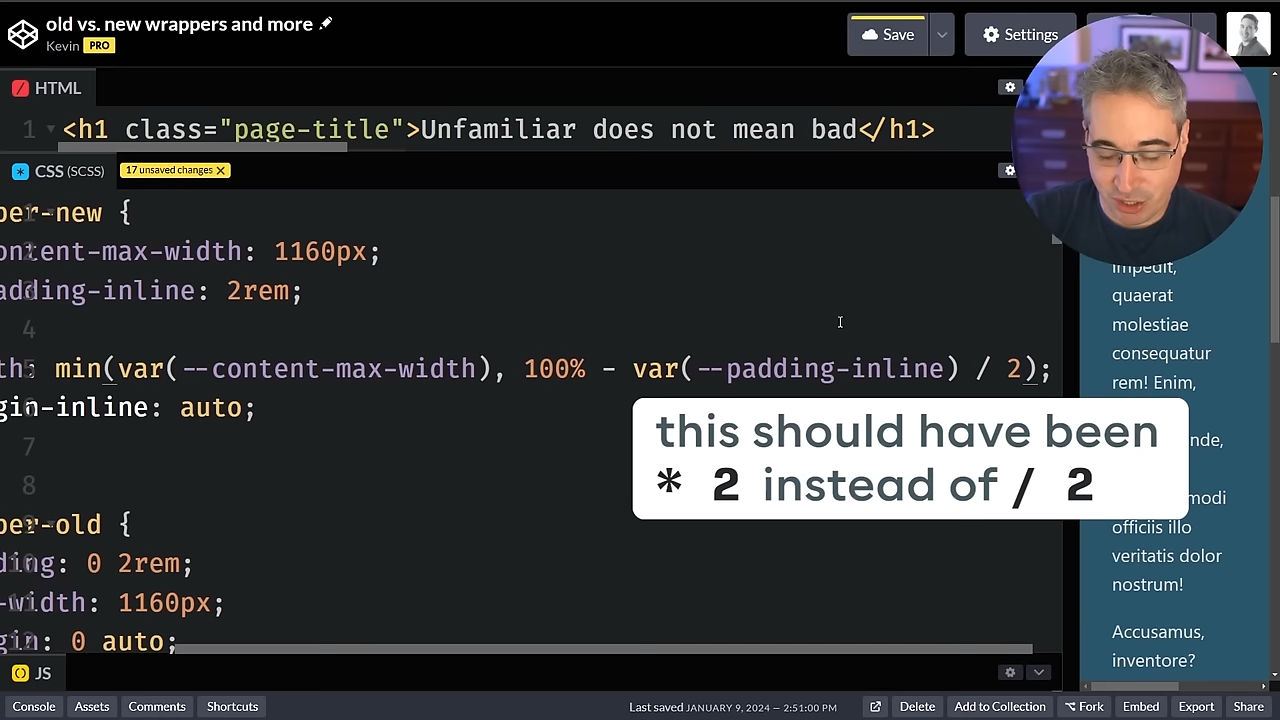 old vs. new wrappers and more
Kevin PRO
Save
Settings
HTML
1 <h1 class="page-title">Unfamiliar does not mean bad</h1>
CSS (SCSS) 17 unsaved changes X
per-new {
ontent-max-width: 1160px;
adding-inline: 2rem;
4
th: min(var(--content-max-width), 100% - var(--padding-inline) / 2);
gin-inline: auto;
7
8
per-old {
ding: 0 2rem;
-width: 1160px;
gin: 0 auto;
this should have been
* 2 instead of / 2
impedit,
quaerat
molestiae
consequatur
rem! Enim,
nde,
modi
officiis illo
veritatis dolor
nostrum!
Accusamus,
inventore?
JS
Console Assets Comments Shortcuts Last saved JANUARY 9, 2024 — 2:51:00 PM Delete Add to Collection Fork Embed Export Share